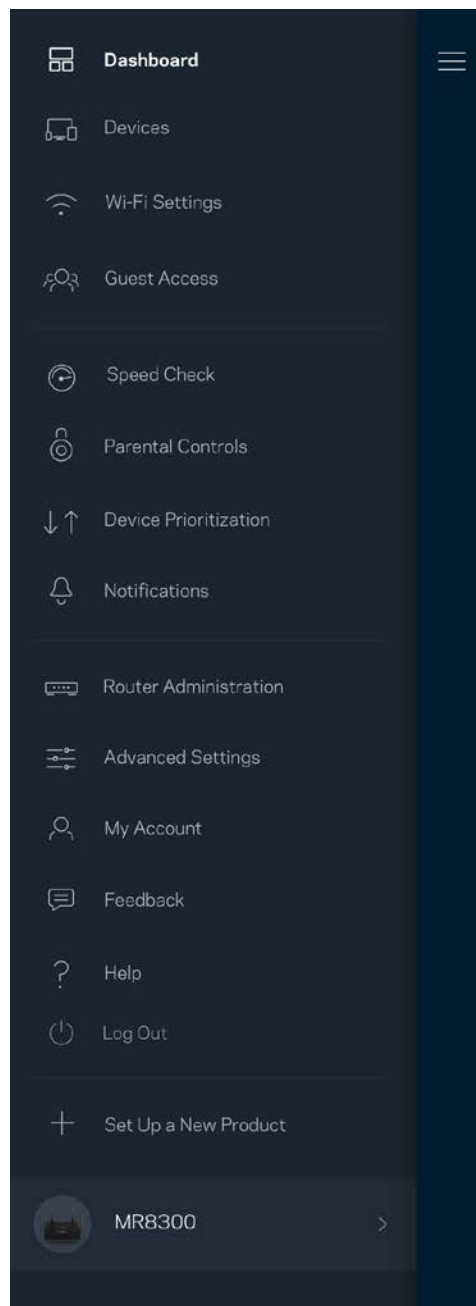 Dashboard
Devices
Wi-Fi Settings
Guest Access
Speed Check
Parental Controls
Device Prioritization
Notifications
Router Administration
Advanced Settings
My Account
Feedback
Help
Log Out
Set Up a New Product
MR8300